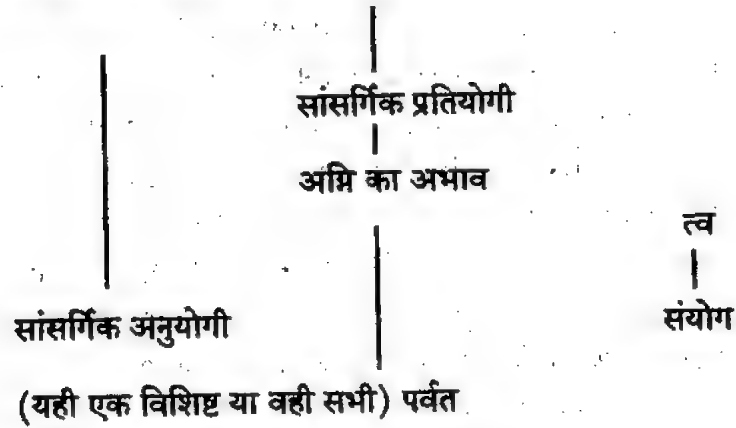 सांसर्गिक प्रतियोगी
अग्नि का अभाव
त्व
सांसर्गिक अनुयोगी
संयोग
(यही एक विशिष्ट या वही सभी) पर्वत